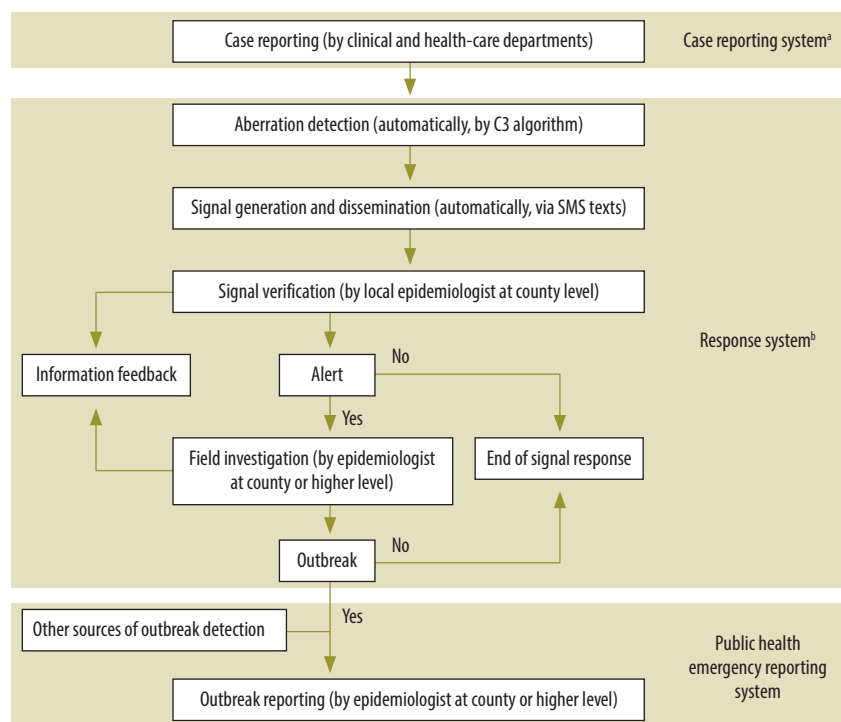 Case reporting (by clinical and health-care departments)
Case reporting systemᵃ
Aberration detection (automatically, by C3 algorithm)
Signal generation and dissemination (automatically, via SMS texts)
Signal verification (by local epidemiologist at county level)
Response systemᵇ
Information feedback
Alert
No
Yes
Field investigation (by epidemiologist
at county or higher level)
End of signal response
Outbreak
No
Yes
Other sources of outbreak detection
Public health
emergency reporting
system
Outbreak reporting (by epidemiologist at county or higher level)